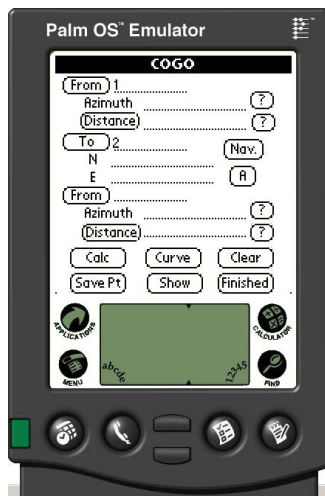 Palm OS™ Emulator
COGO
From 1
Azimuth ?
Distance ?
To 2 Nav.
N
E A
From
Azimuth ?
Distance ?
Calc Curve Clear
Save Pt Show Finished
APPLICATIONS CALCULATOR
abcde 12345
MENU FIND